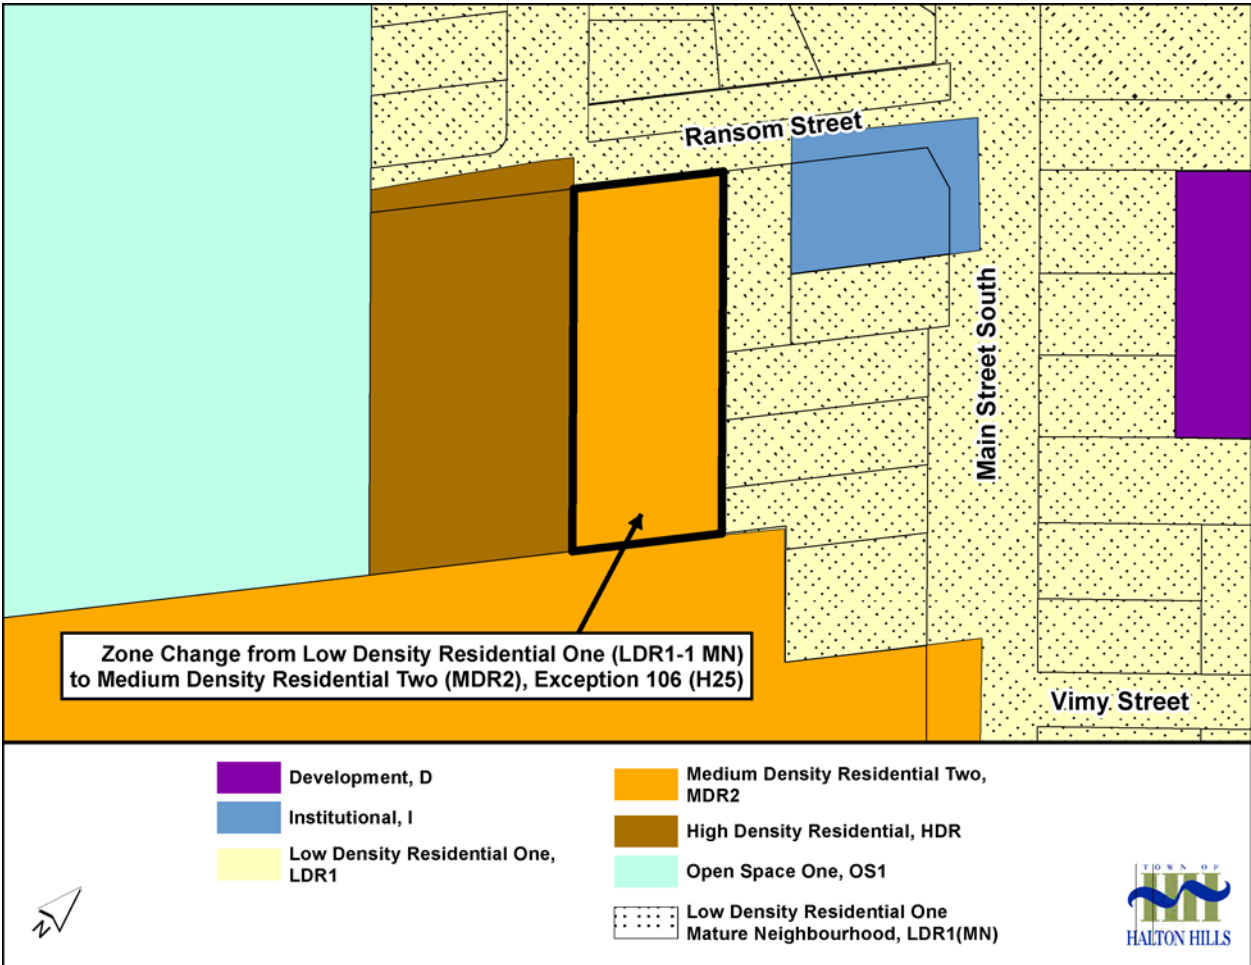 Ransom Street
Main Street South
Zone Change from Low Density Residential One (LDR1-1 MN)
to Medium Density Residential Two (MDR2), Exception 106 (H25)
Vimy Street
Development, D
Institutional, I
Low Density Residential One,
LDR1
Medium Density Residential Two,
MDR2
High Density Residential, HDR
Open Space One, OS1
Low Density Residential One
Mature Neighbourhood, LDR1(MN)
N
TOWN OF
HALTON HILLS